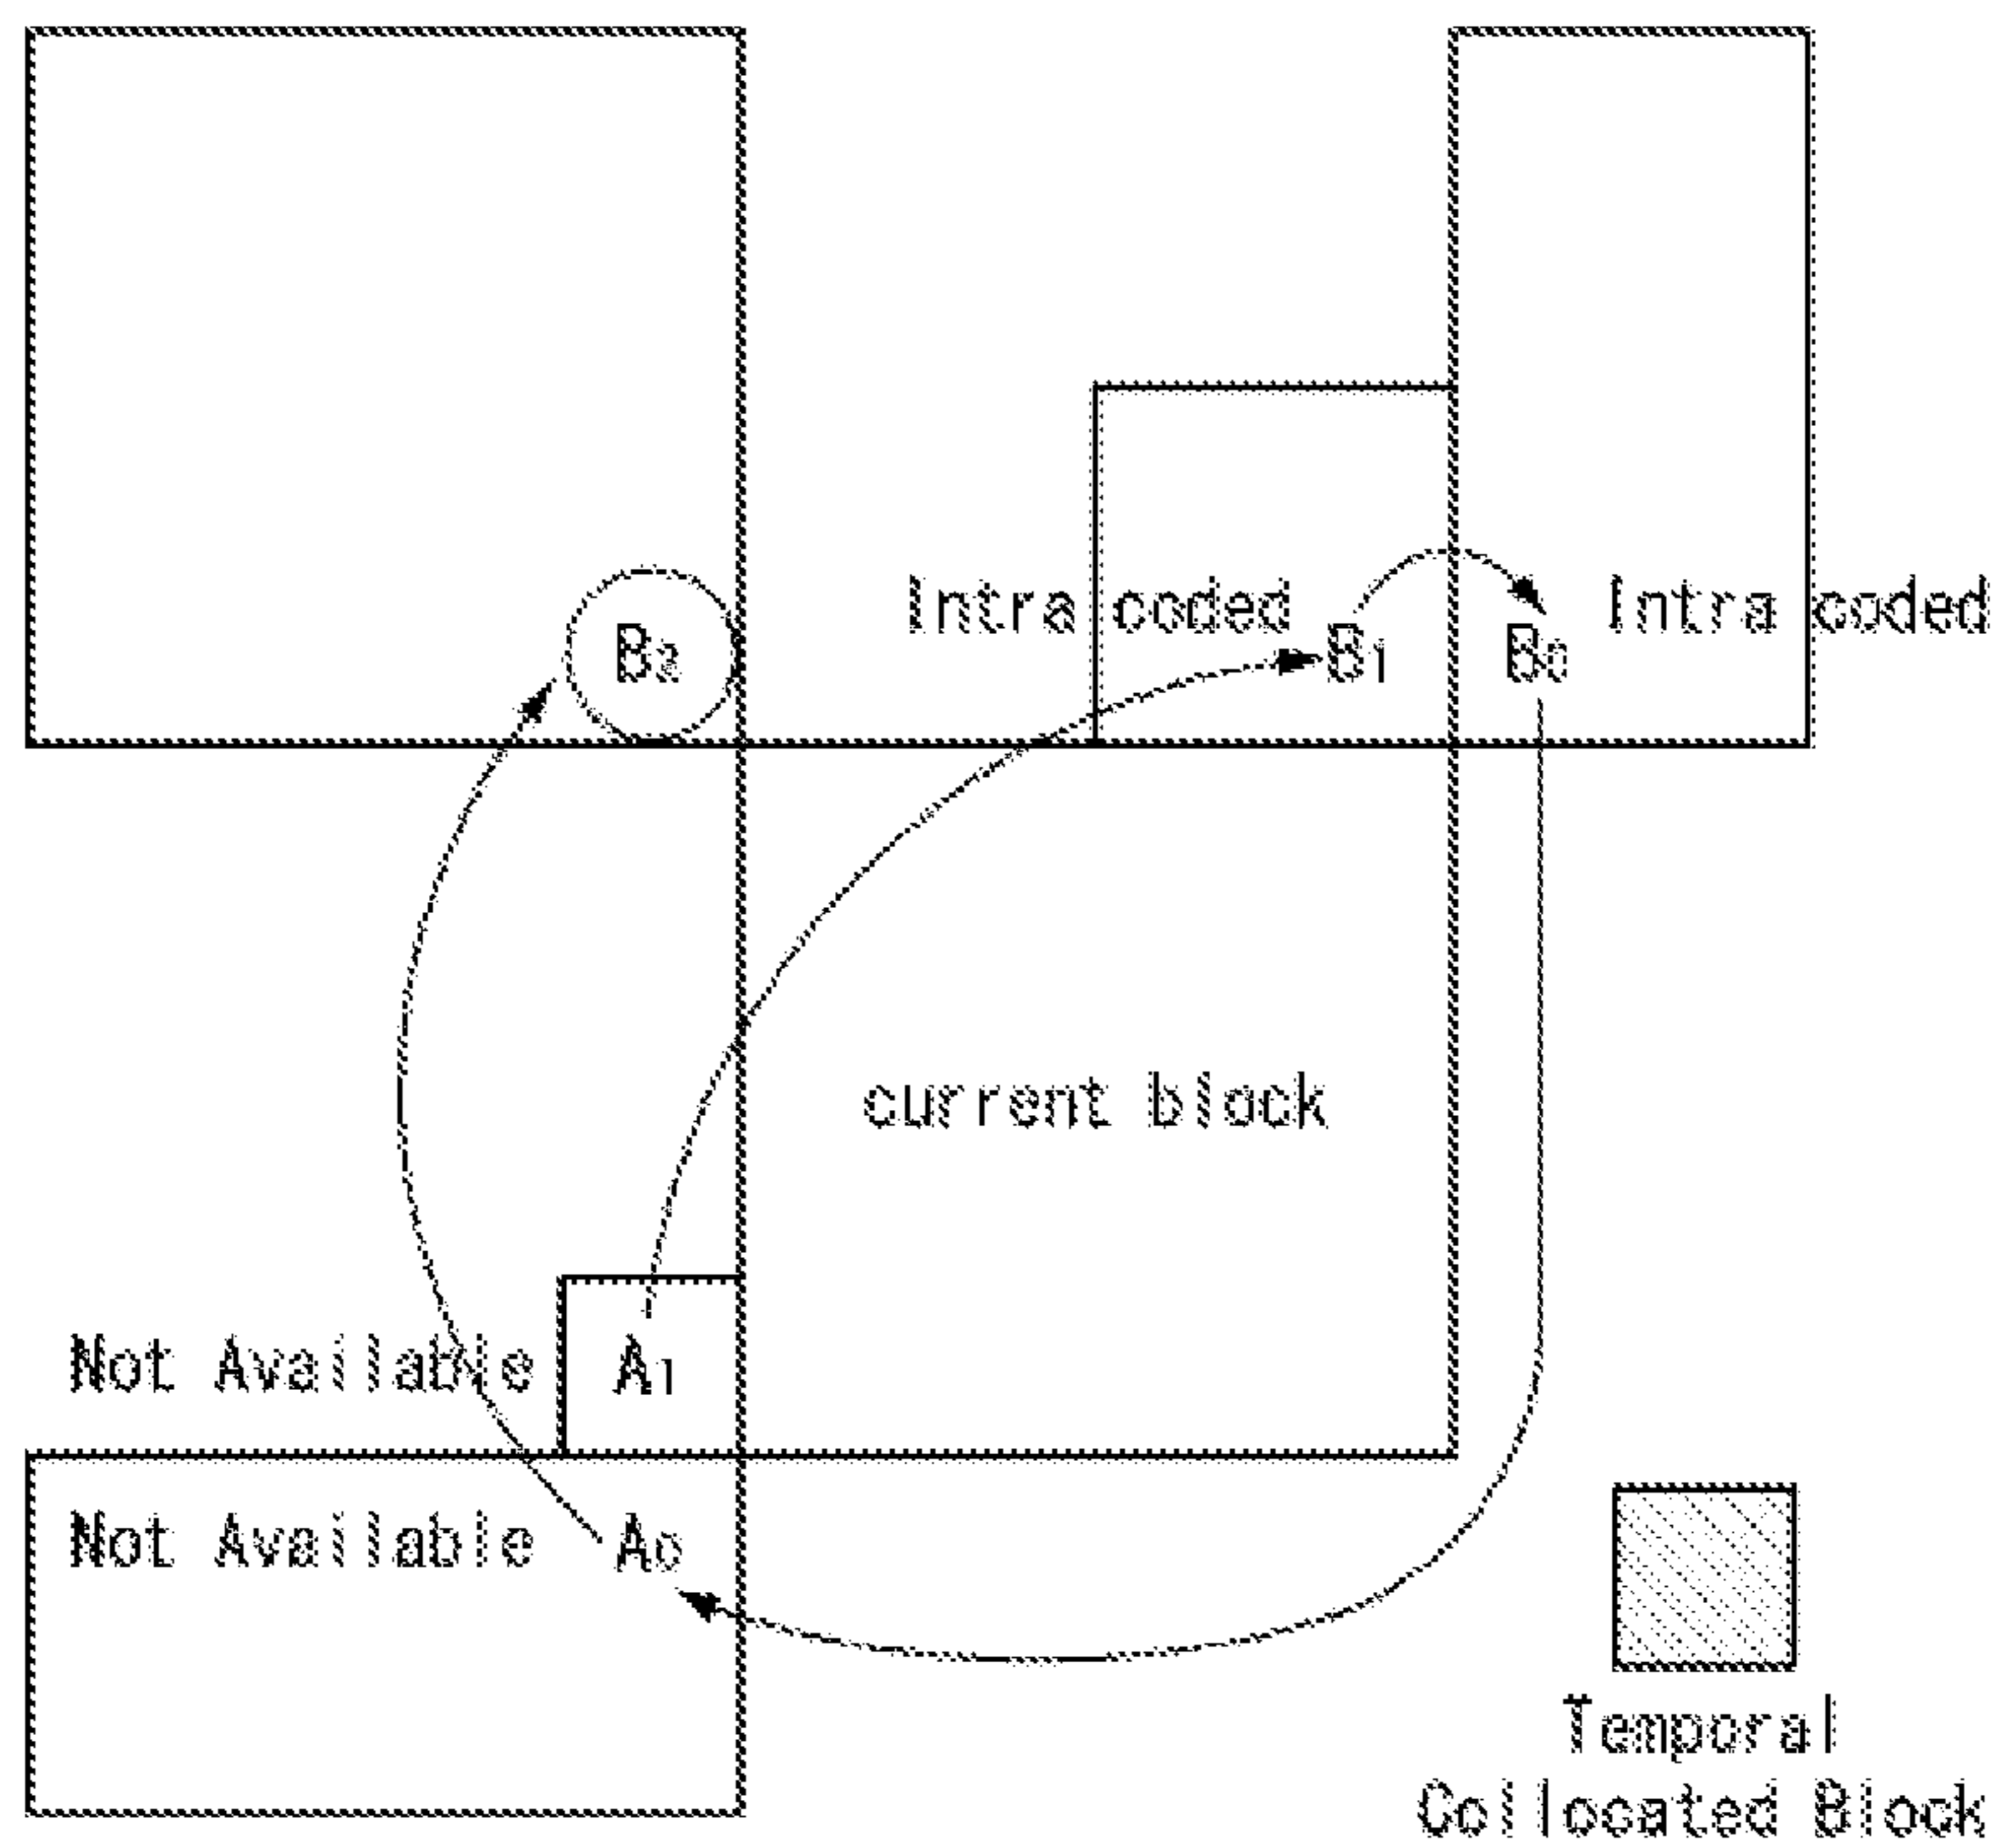 Intra coded
Intra coded
B2
B1
B0
current block
Not Available
A1
Not Available
A0
Temporal
Collocated Block